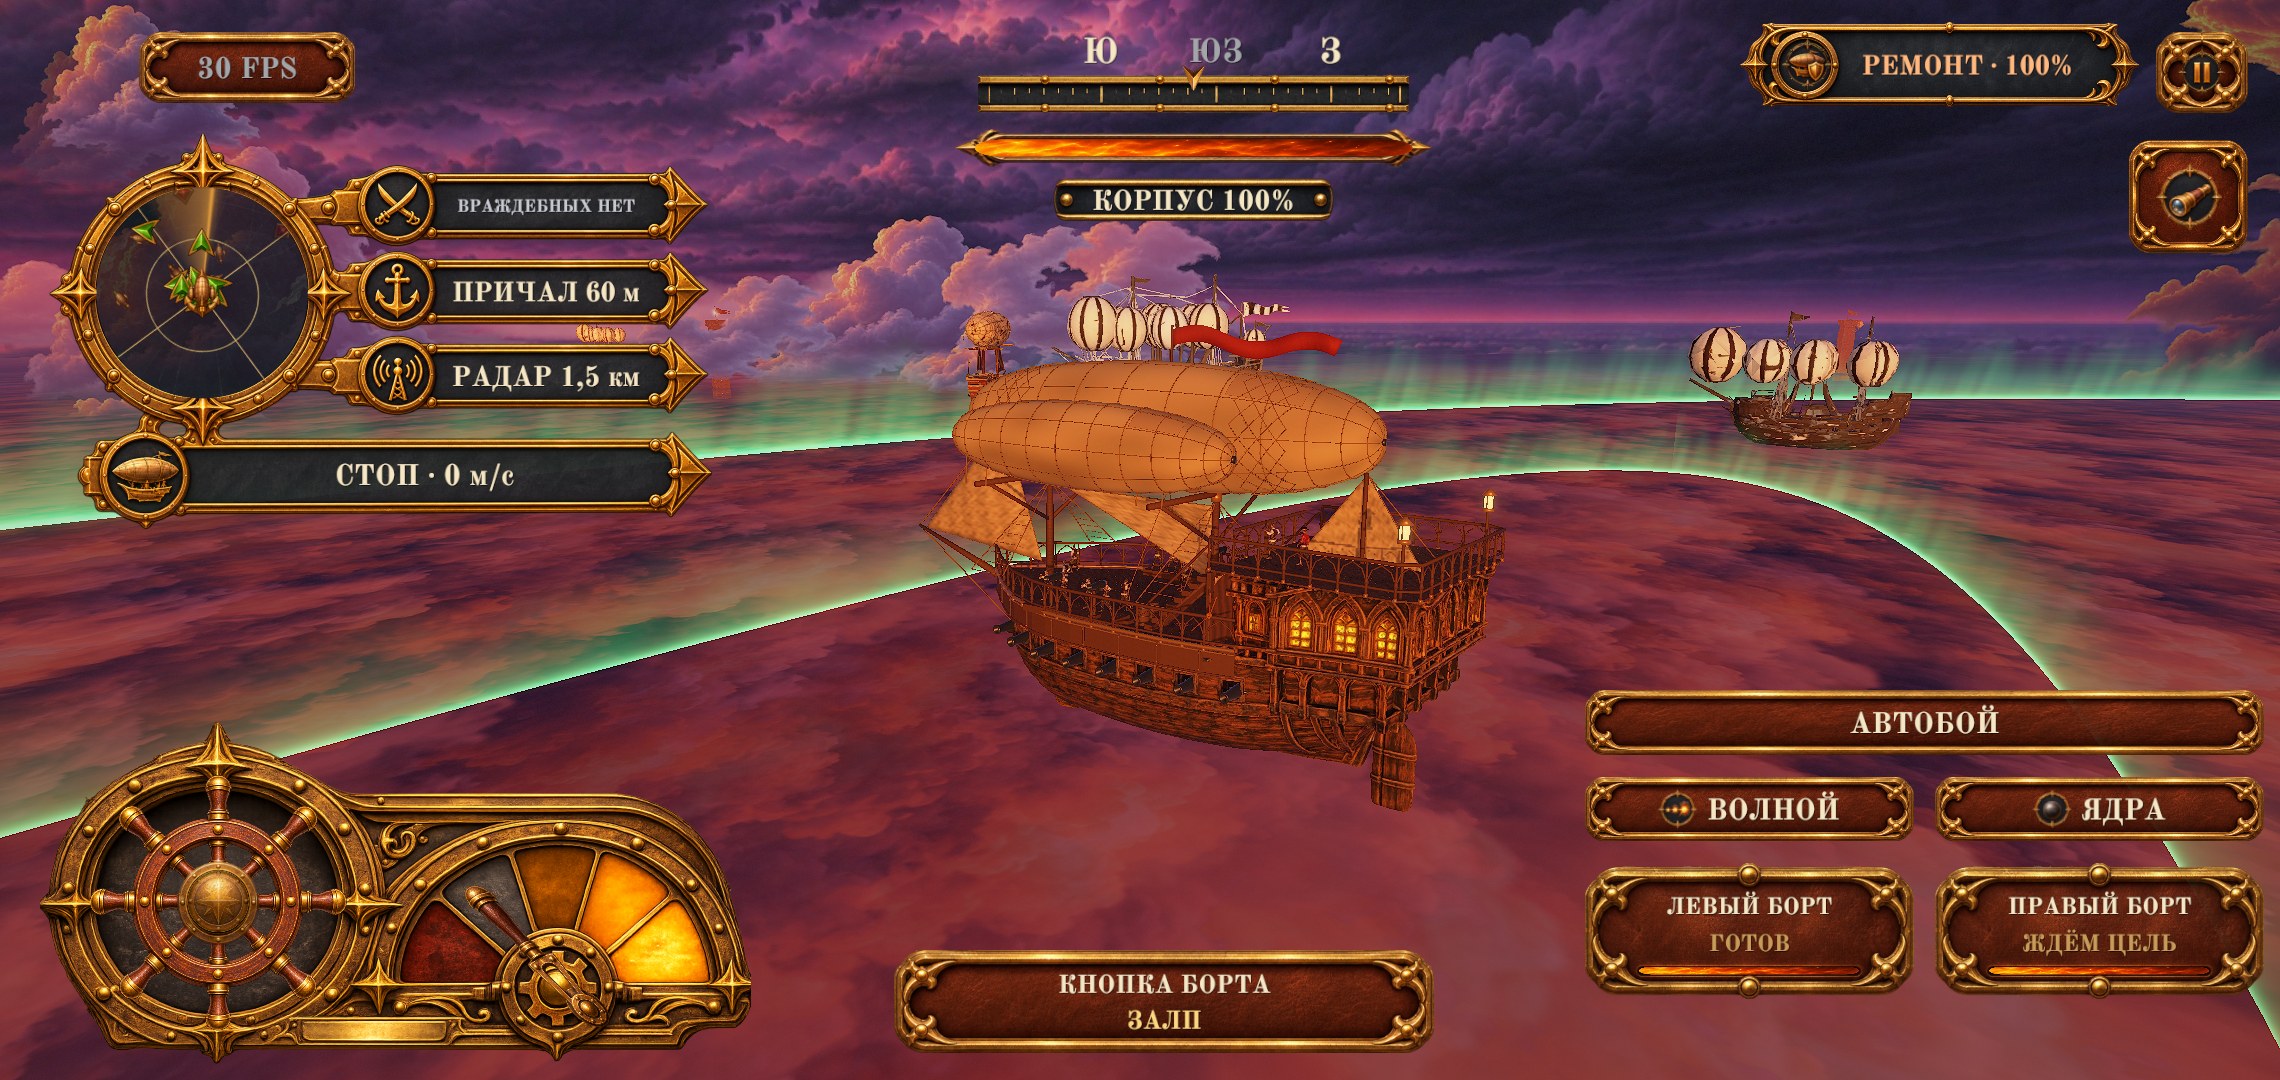 30 FPS
Ю ЮЗ З
РЕМОНТ · 100%
КОРПУС 100%
ВРАЖДЕБНЫХ НЕТ
ПРИЧАЛ 60 м
РАДАР 1,5 км
СТОП · 0 м/с
АВТОБОЙ
ВОЛНОЙ
ЯДРА
ЛЕВЫЙ БОРТ
ГОТОВ
ПРАВЫЙ БОРТ
ЖДЁМ ЦЕЛЬ
КНОПКА БОРТА
ЗАЛП